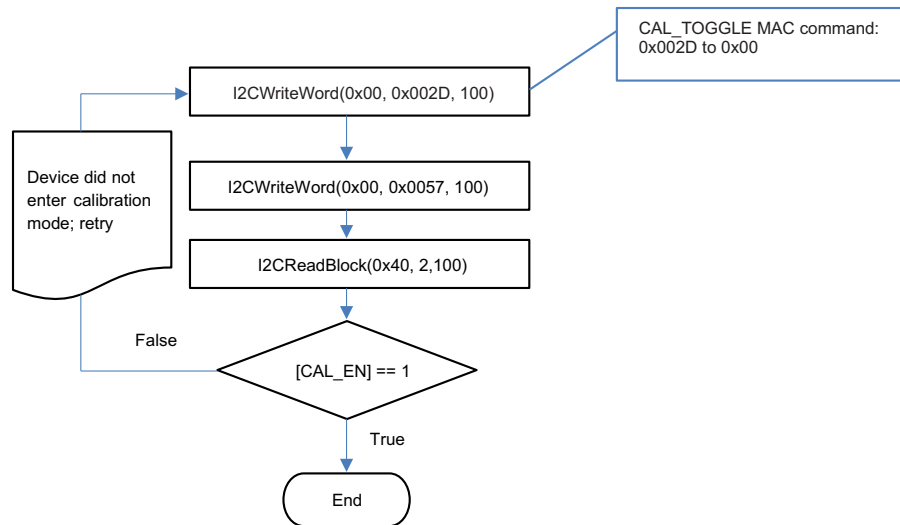 CAL_TOGGLE MAC command:
0x002D to 0x00
I2CWriteWord(0x00, 0x002D, 100)
Device did not
enter calibration
mode; retry
I2CWriteWord(0x00, 0x0057, 100)
I2CReadBlock(0x40, 2,100)
False
[CAL_EN] == 1
True
End